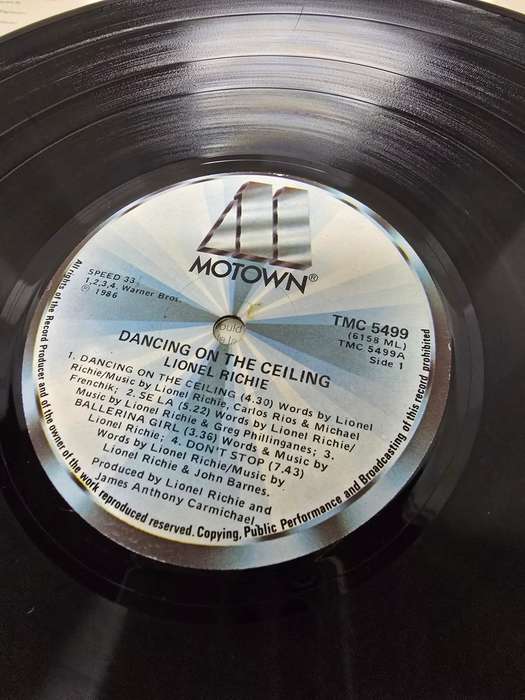 MOTOWN®
SPEED 33
1,2,3,4, Warner Bros.
℗ 1986
TMC 5499
(6158 ML)
TMC 5499A
Side 1
DANCING ON THE CEILING
LIONEL RICHIE
1. DANCING ON THE CEILING (4.30) Words by Lionel
Richie/Music by Lionel Richie, Carlos Rios & Michael
Frenchik; 2. SE LA (5.22) Words by Lionel Richie/
Music by Lionel Richie & Greg Phillinganes; 3.
BALLERINA GIRL (3.36) Words & Music by
Lionel Richie; 4. DON'T STOP (7.43)
Words by Lionel Richie/Music by
Lionel Richie & John Barnes.
Produced by Lionel Richie and
James Anthony Carmichael
All rights of the Record Producer and of the owner of the work reproduced reserved. Copying, Public Performance and Broadcasting of this record prohibited